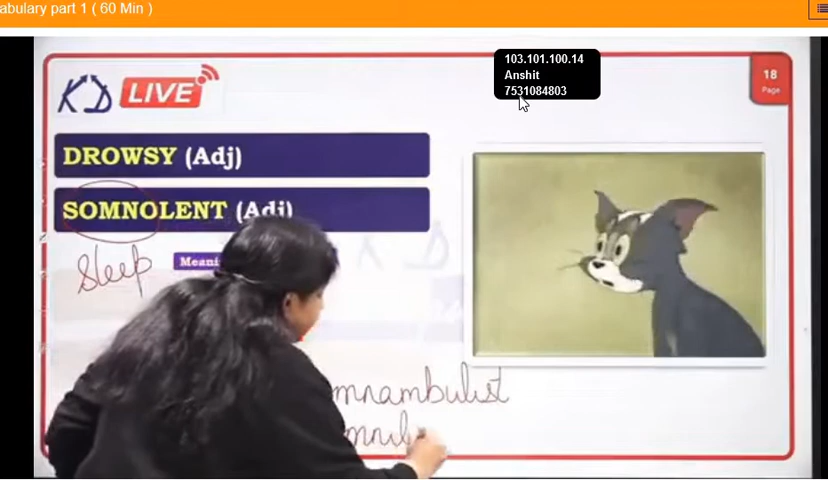 abulary part 1 ( 60 Min )
103.101.100.14
Anshit
7531084803
18
Page
KD LIVE
DROWSY (Adj)
SOMNOLENT (Adj)
Sleep
Meani
K D
mnambulist